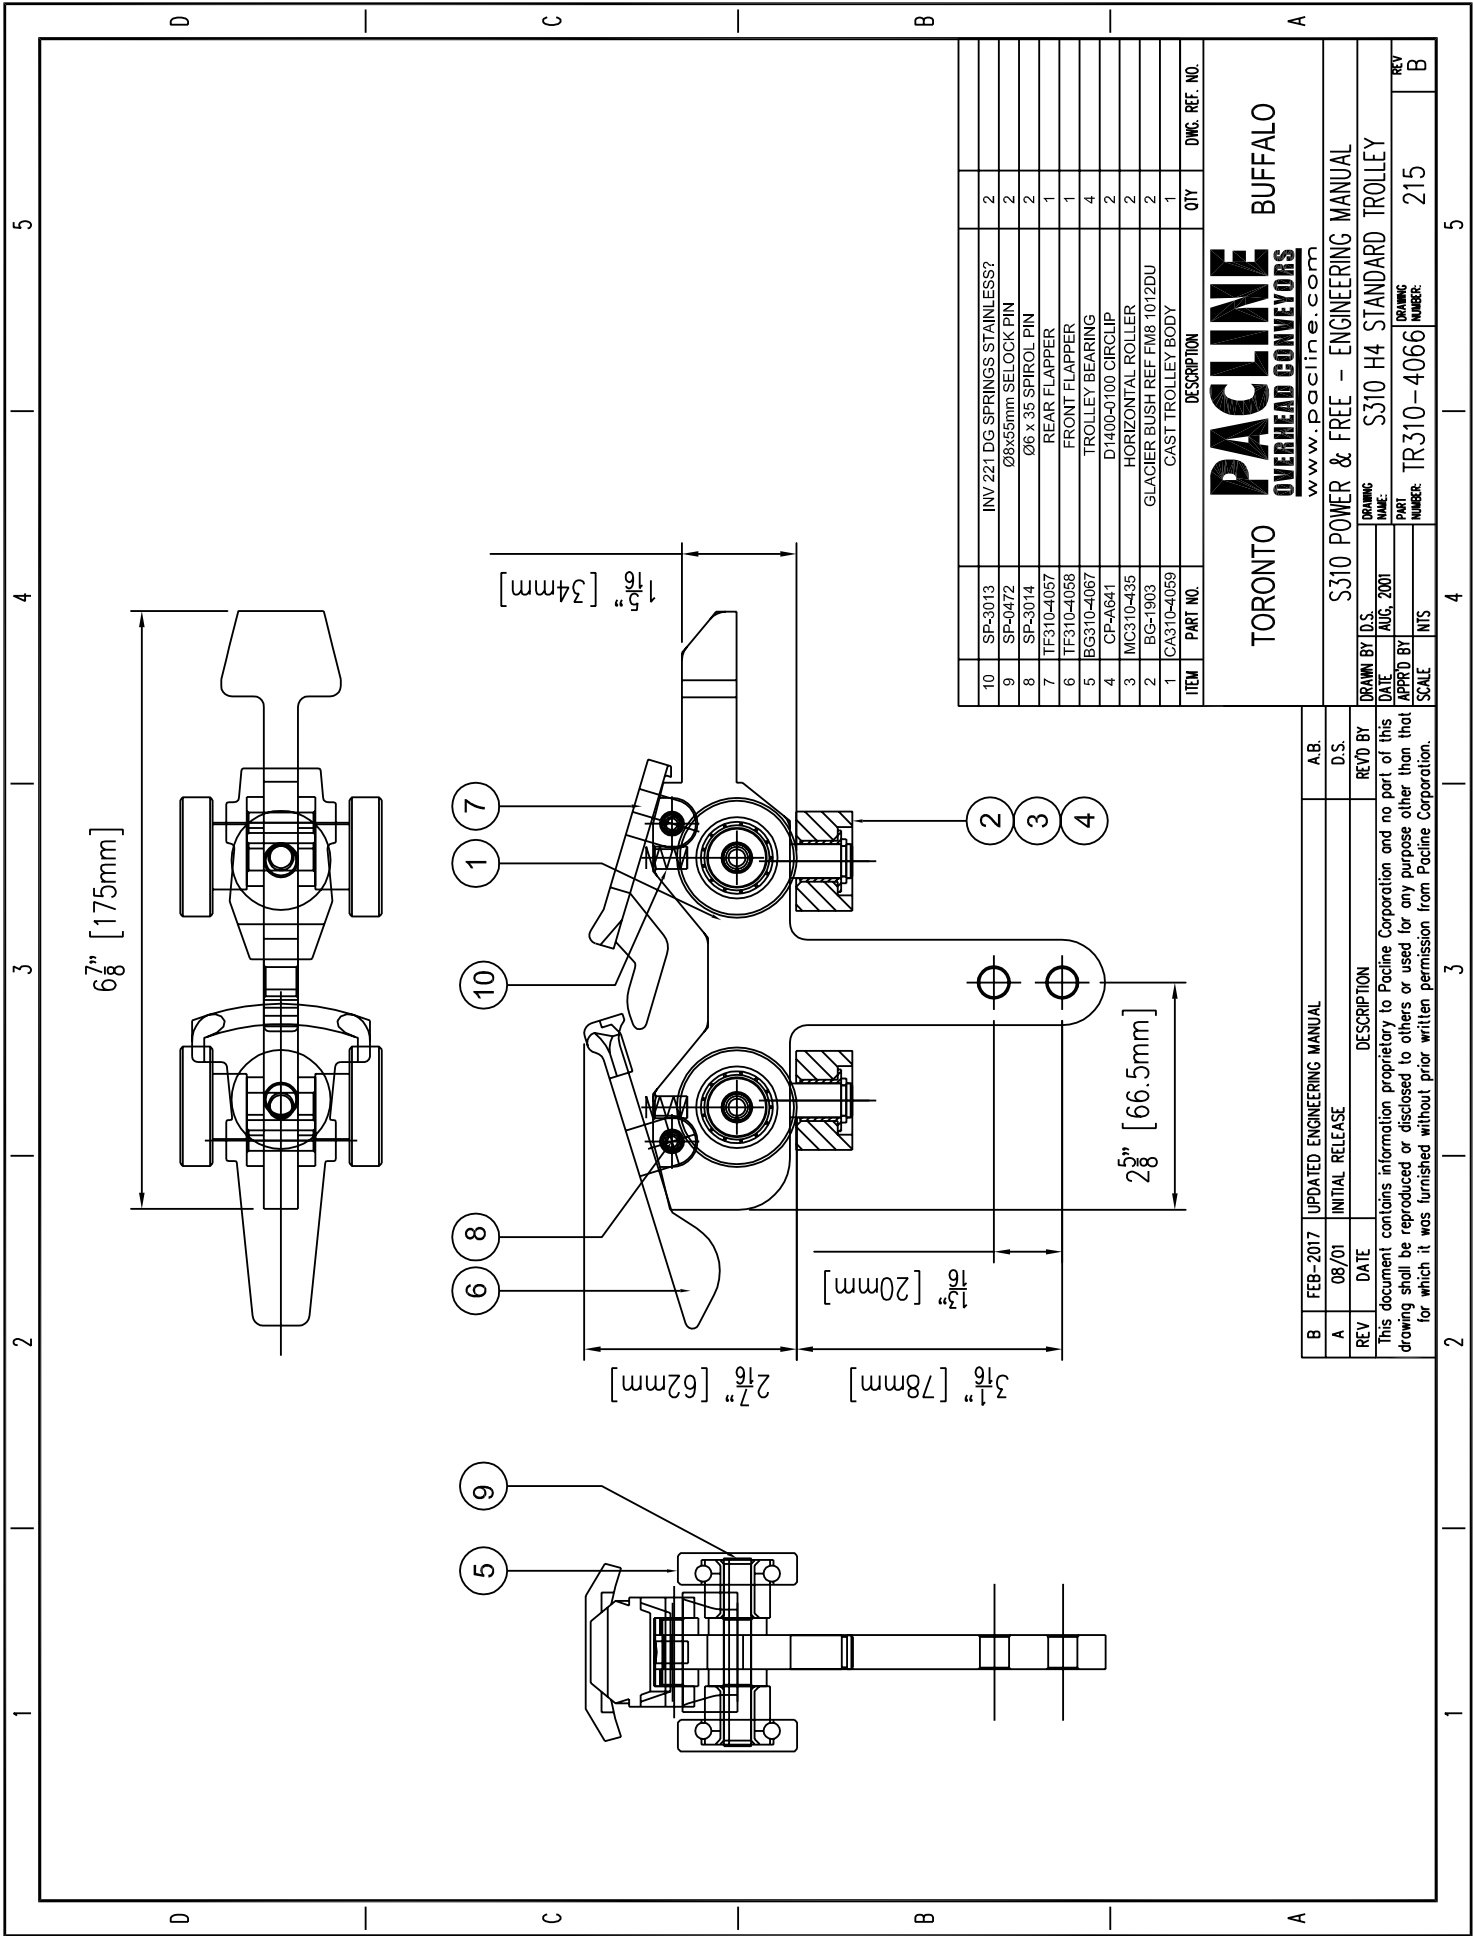 1
2
3
4
5
D
C
B
A
6 7/8" [175mm]
1 5/16" [34mm]
2 7/16" [62mm]
3 1/16" [78mm]
13/16" [20mm]
2 5/8" [66.5mm]
5
9
6
8
10
1
7
2
3
4
10 SP-3013 INV 221 DG SPRINGS STAINLESS? 2
9 SP-0472 Ø8x55mm SELOCK PIN 2
8 SP-3014 Ø6 x 35 SPIROL PIN 2
7 TF310-4057 REAR FLAPPER 1
6 TF310-4058 FRONT FLAPPER 1
5 BG310-4067 TROLLEY BEARING 4
4 CP-A641 D1400-0100 CIRCLIP 2
3 MC310-435 HORIZONTAL ROLLER 2
2 BG-1903 GLACIER BUSH REF FM8 1012DU 2
1 CA310-4059 CAST TROLLEY BODY 1
ITEM PART NO. DESCRIPTION QTY DWG. REF. NO.
TORONTO PACLINE BUFFALO
OVERHEAD CONVEYORS
www.pacline.com
S310 POWER & FREE - ENGINEERING MANUAL
DRAWN BY D.S.
DATE AUG, 2001
APPR'D BY
SCALE NTS
DRAWING NAME: S310 H4 STANDARD TROLLEY
PART NUMBER: TR310-4066
DRAWING NUMBER: 215
REV B
B FEB-2017 UPDATED ENGINEERING MANUAL A.B.
A 08/01 INITIAL RELEASE D.S.
REV DATE DESCRIPTION REV'D BY
This document contains information proprietary to Pacline Corporation and no part of this
drawing shall be reproduced or disclosed to others or used for any purpose other than that
for which it was furnished without prior written permission from Pacline Corporation.
1
2
3
4
5
D
C
B
A